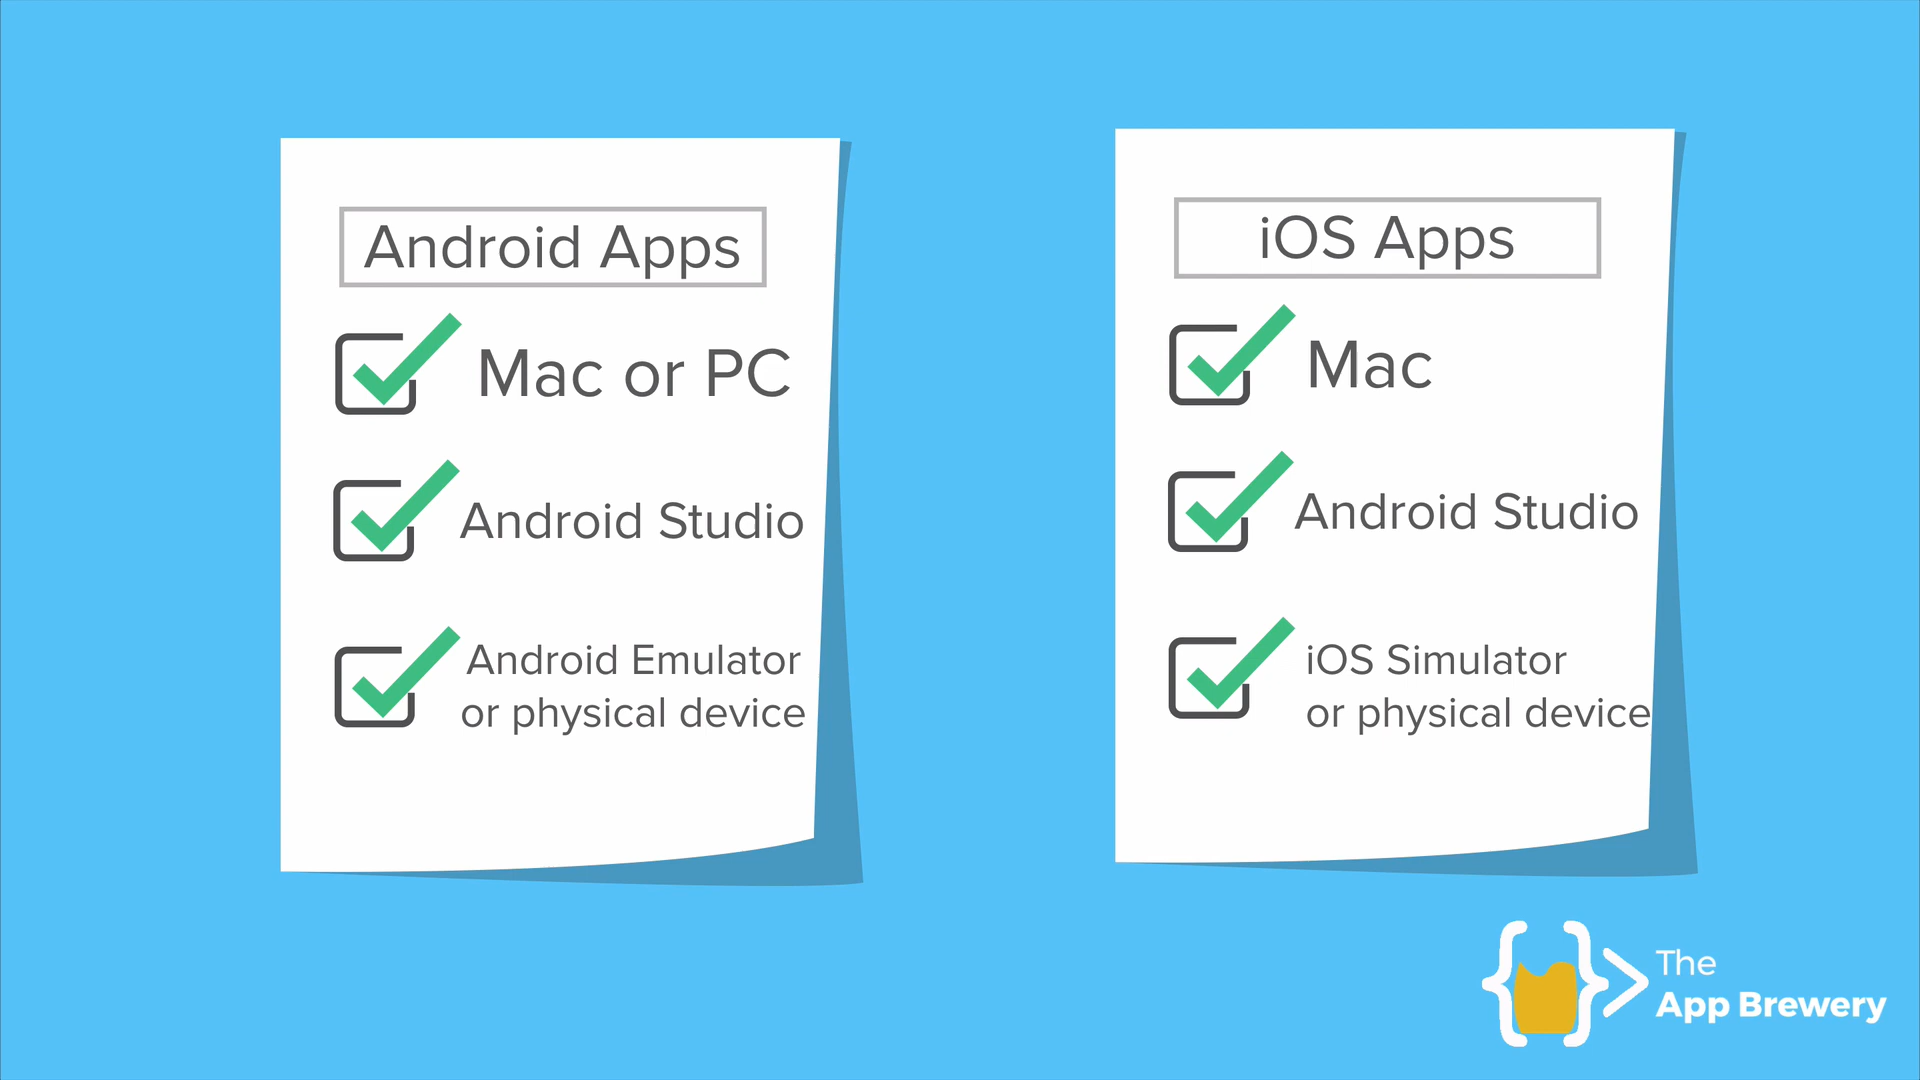 Android Apps
Mac or PC
Android Studio
Android Emulator
or physical device
iOS Apps
Mac
Android Studio
iOS Simulator
or physical device
The
App Brewery